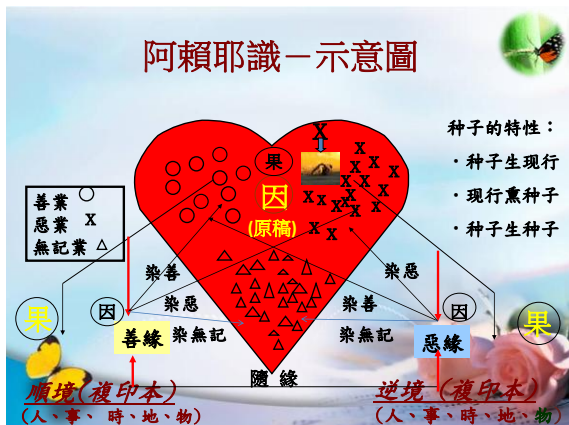 阿賴耶識－示意圖
种子的特性：
·种子生现行
·现行熏种子
·种子生种子
善業 ○
惡業 X
無記業 △
果
因
(原稿)
染善
染惡
染無記
染惡
染善
染無記
果
因
善緣
因
惡緣
果
隨 緣
順境(複印本)
(人、事、 時、地、物)
逆境 (複印本)
(人、事、時、地、物)